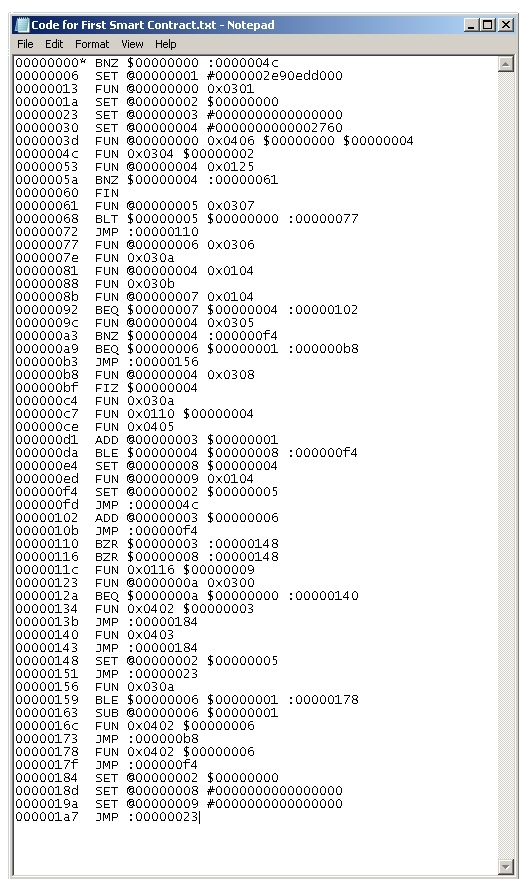 Code for First Smart Contract.txt - Notepad
File Edit Format View Help
00000000* BNZ $00000000 :0000004c
00000006 SET @00000001 #0000002e90edd000
00000013 FUN @00000000 0x0301
0000001a SET @00000002 $00000000
00000023 SET @00000003 #0000000000000000
00000030 SET @00000004 #0000000000002760
0000003d FUN @00000000 0x0406 $00000000 $00000004
0000004c FUN 0x0304 $00000002
00000053 FUN @00000004 0x0125
0000005a BNZ $00000004 :00000061
00000060 FIN
00000061 FUN @00000005 0x0307
00000068 BLT $00000005 $00000000 :00000077
00000072 JMP :00000110
00000077 FUN @00000006 0x0306
0000007e FUN 0x030a
00000081 FUN @00000004 0x0104
00000088 FUN 0x030b
0000008b FUN @00000007 0x0104
00000092 BEQ $00000007 $00000004 :00000102
0000009c FUN @00000004 0x0305
000000a3 BNZ $00000004 :000000f4
000000a9 BEQ $00000006 $00000001 :000000b8
000000b3 JMP :00000156
000000b8 FUN @00000004 0x0308
000000bf FIZ $00000004
000000c4 FUN 0x030a
000000c7 FUN 0x0110 $00000004
000000ce FUN 0x0405
000000d1 ADD @00000003 $00000001
000000da BLE $00000004 $00000008 :000000f4
000000e4 SET @00000008 $00000004
000000ed FUN @00000009 0x0104
000000f4 SET @00000002 $00000005
000000fd JMP :0000004c
00000102 ADD @00000003 $00000006
0000010b JMP :000000f4
00000110 BZR $00000003 :00000148
00000116 BZR $00000008 :00000148
0000011c FUN 0x0116 $00000009
00000123 FUN @0000000a 0x0300
0000012a BEQ $0000000a $00000000 :00000140
00000134 FUN 0x0402 $00000003
0000013b JMP :00000184
00000140 FUN 0x0403
00000143 JMP :00000184
00000148 SET @00000002 $00000005
00000151 JMP :00000023
00000156 FUN 0x030a
00000159 BLE $00000006 $00000001 :00000178
00000163 SUB @00000006 $00000001
0000016c FUN 0x0402 $00000006
00000173 JMP :000000b8
00000178 FUN 0x0402 $00000006
0000017f JMP :000000f4
00000184 SET @00000002 $00000000
0000018d SET @00000008 #0000000000000000
0000019a SET @00000009 #0000000000000000
000001a7 JMP :00000023